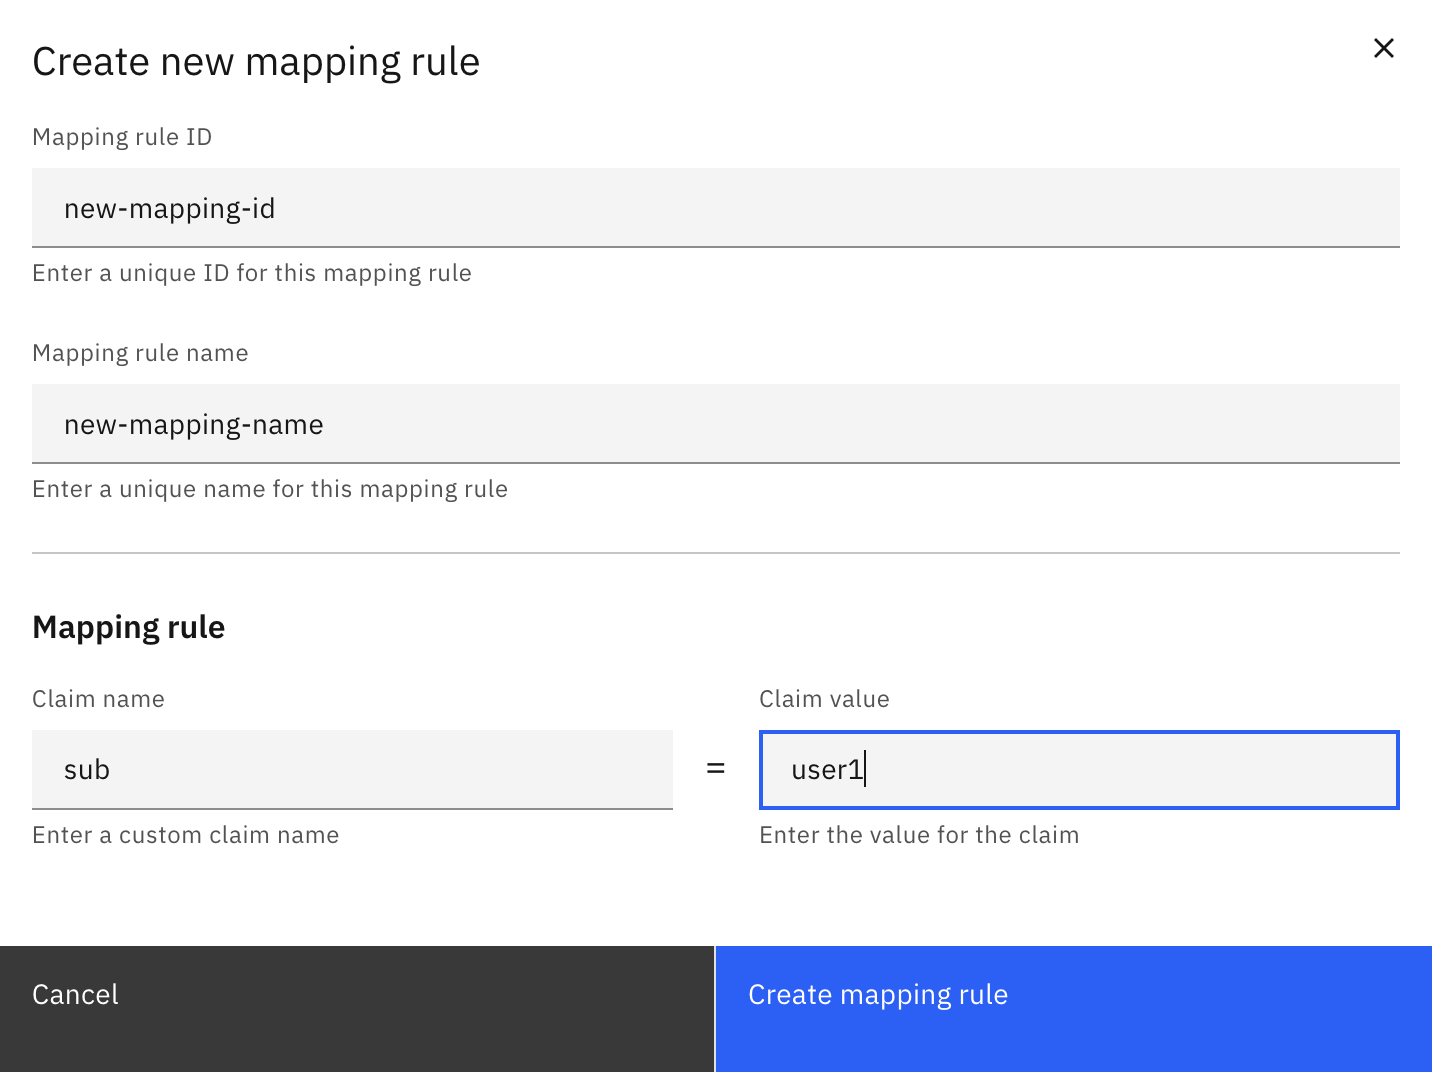 Create new mapping rule
Mapping rule ID
new-mapping-id
Enter a unique ID for this mapping rule
Mapping rule name
new-mapping-name
Enter a unique name for this mapping rule
Mapping rule
Claim name
Claim value
sub = user1
Enter a custom claim name
Enter the value for the claim
Cancel
Create mapping rule